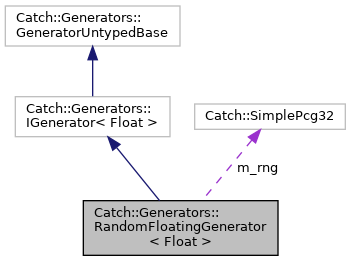 Catch::Generators::
GeneratorUntypedBase
Catch::Generators::
IGenerator< Float >
Catch::SimplePcg32
m_rng
Catch::Generators::
RandomFloatingGenerator
< Float >